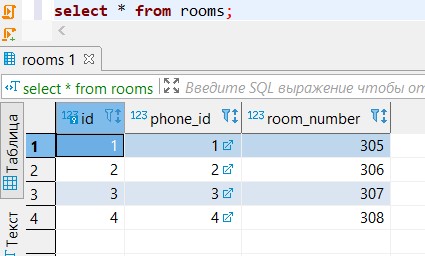 select * from rooms;
rooms 1
select * from rooms Введите SQL выражение чтобы от
Таблица
Текст
123 id 123 phone_id 123 room_number
1 1 1 305
2 2 2 306
3 3 3 307
4 4 4 308